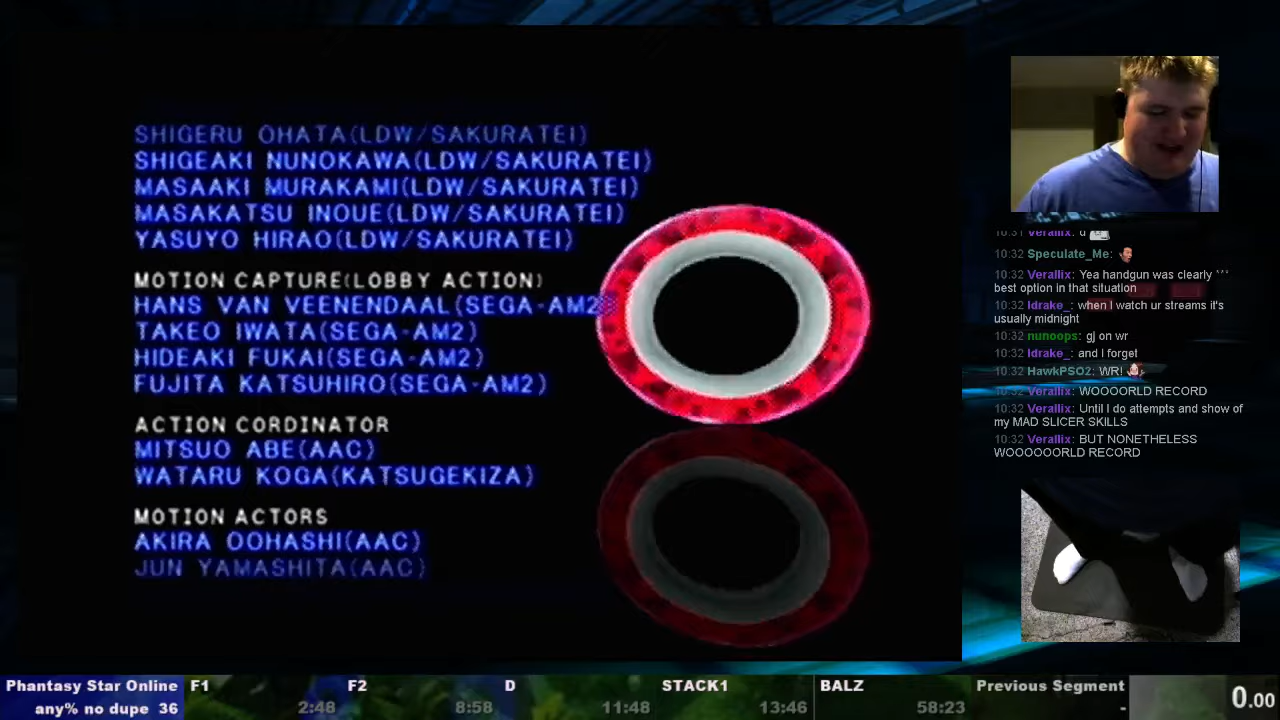 SHIGERU OHATA(LDW/SAKURATEI)
SHIGEAKI NUNOKAWA(LDW/SAKURATEI)
MASAAKI MURAKAMI(LDW/SAKURATEI)
MASAKATSU INOUE(LDW/SAKURATEI)
YASUYO HIRAO(LDW/SAKURATEI)
MOTION CAPTURE(LOBBY ACTION)
HANS VAN VEENENDAAL(SEGA-AM2)
TAKEO IWATA(SEGA-AM2)
HIDEAKI FUKAI(SEGA-AM2)
FUJITA KATSUHIRO(SEGA-AM2)
ACTION CORDINATOR
MITSUO ABE(AAC)
WATARU KOGA(KATSUGEKIZA)
MOTION ACTORS
AKIRA OOHASHI(AAC)
JUN YAMASHITA(AAC)
10:31 Verallix: d
10:32 Speculate_Me:
10:32 Verallix: Yea handgun was clearly ***
best option in that situation
10:32 Idrake_: when I watch ur streams it's
usually midnight
10:32 nunoops: gj on wr
10:32 Idrake_: and I forget
10:32 HawkPSO2: WR!
10:32 Verallix: WOOOORLD RECORD
10:32 Verallix: Until I do attempts and show of
my MAD SLICER SKILLS
10:32 Verallix: BUT NONETHELESS
WOOOOOORLD RECORD
Phantasy Star Online
any% no dupe 36
F1
2:48
F2
8:58
D
11:48
STACK1
13:46
BALZ
58:23
Previous Segment
-
0.00